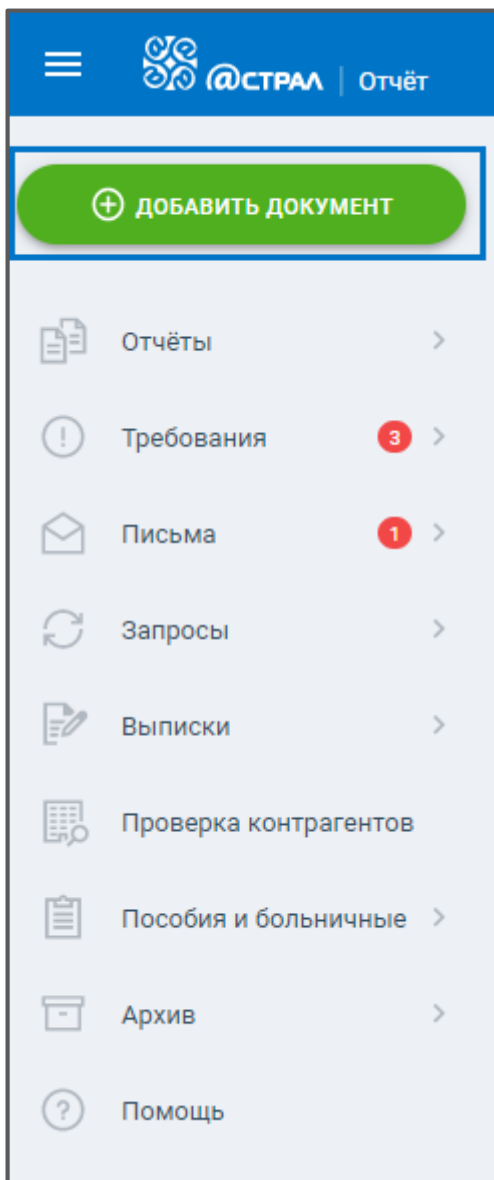 @СТРАЛ | Отчёт
ДОБАВИТЬ ДОКУМЕНТ
Отчёты
Требования 3
Письма 1
Запросы
Выписки
Проверка контрагентов
Пособия и больничные
Архив
Помощь